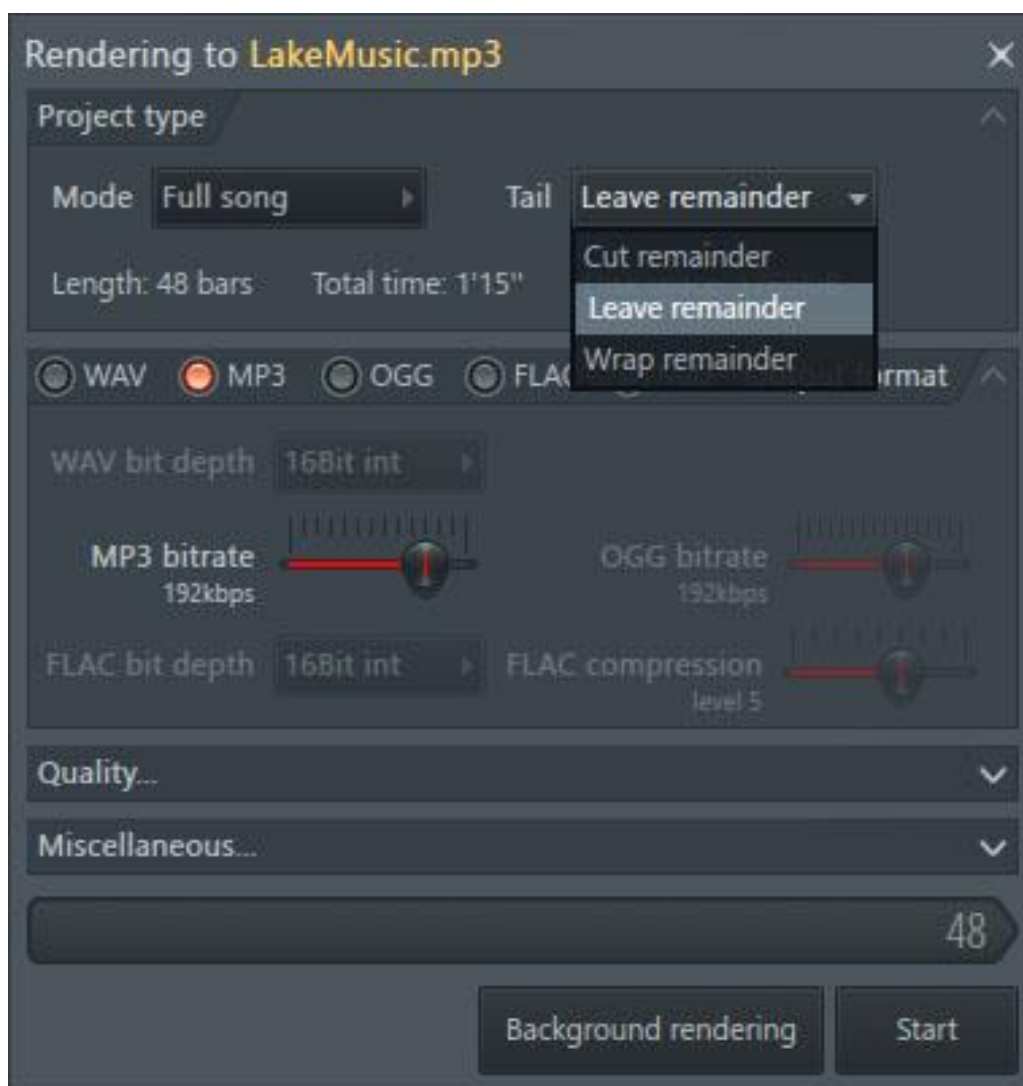 Rendering to LakeMusic.mp3
Project type
Mode Full song Tail Leave remainder
Cut remainder
Length: 48 bars Total time: 1'15"
Leave remainder
Wrap remainder
WAV MP3 OGG
WAV bit depth 16Bit int
MP3 bitrate OGG bitrate
192kbps 192kbps
FLAC bit depth 16Bit int FLAC compression
level 5
Quality...
Miscellaneous...
48
Background rendering Start